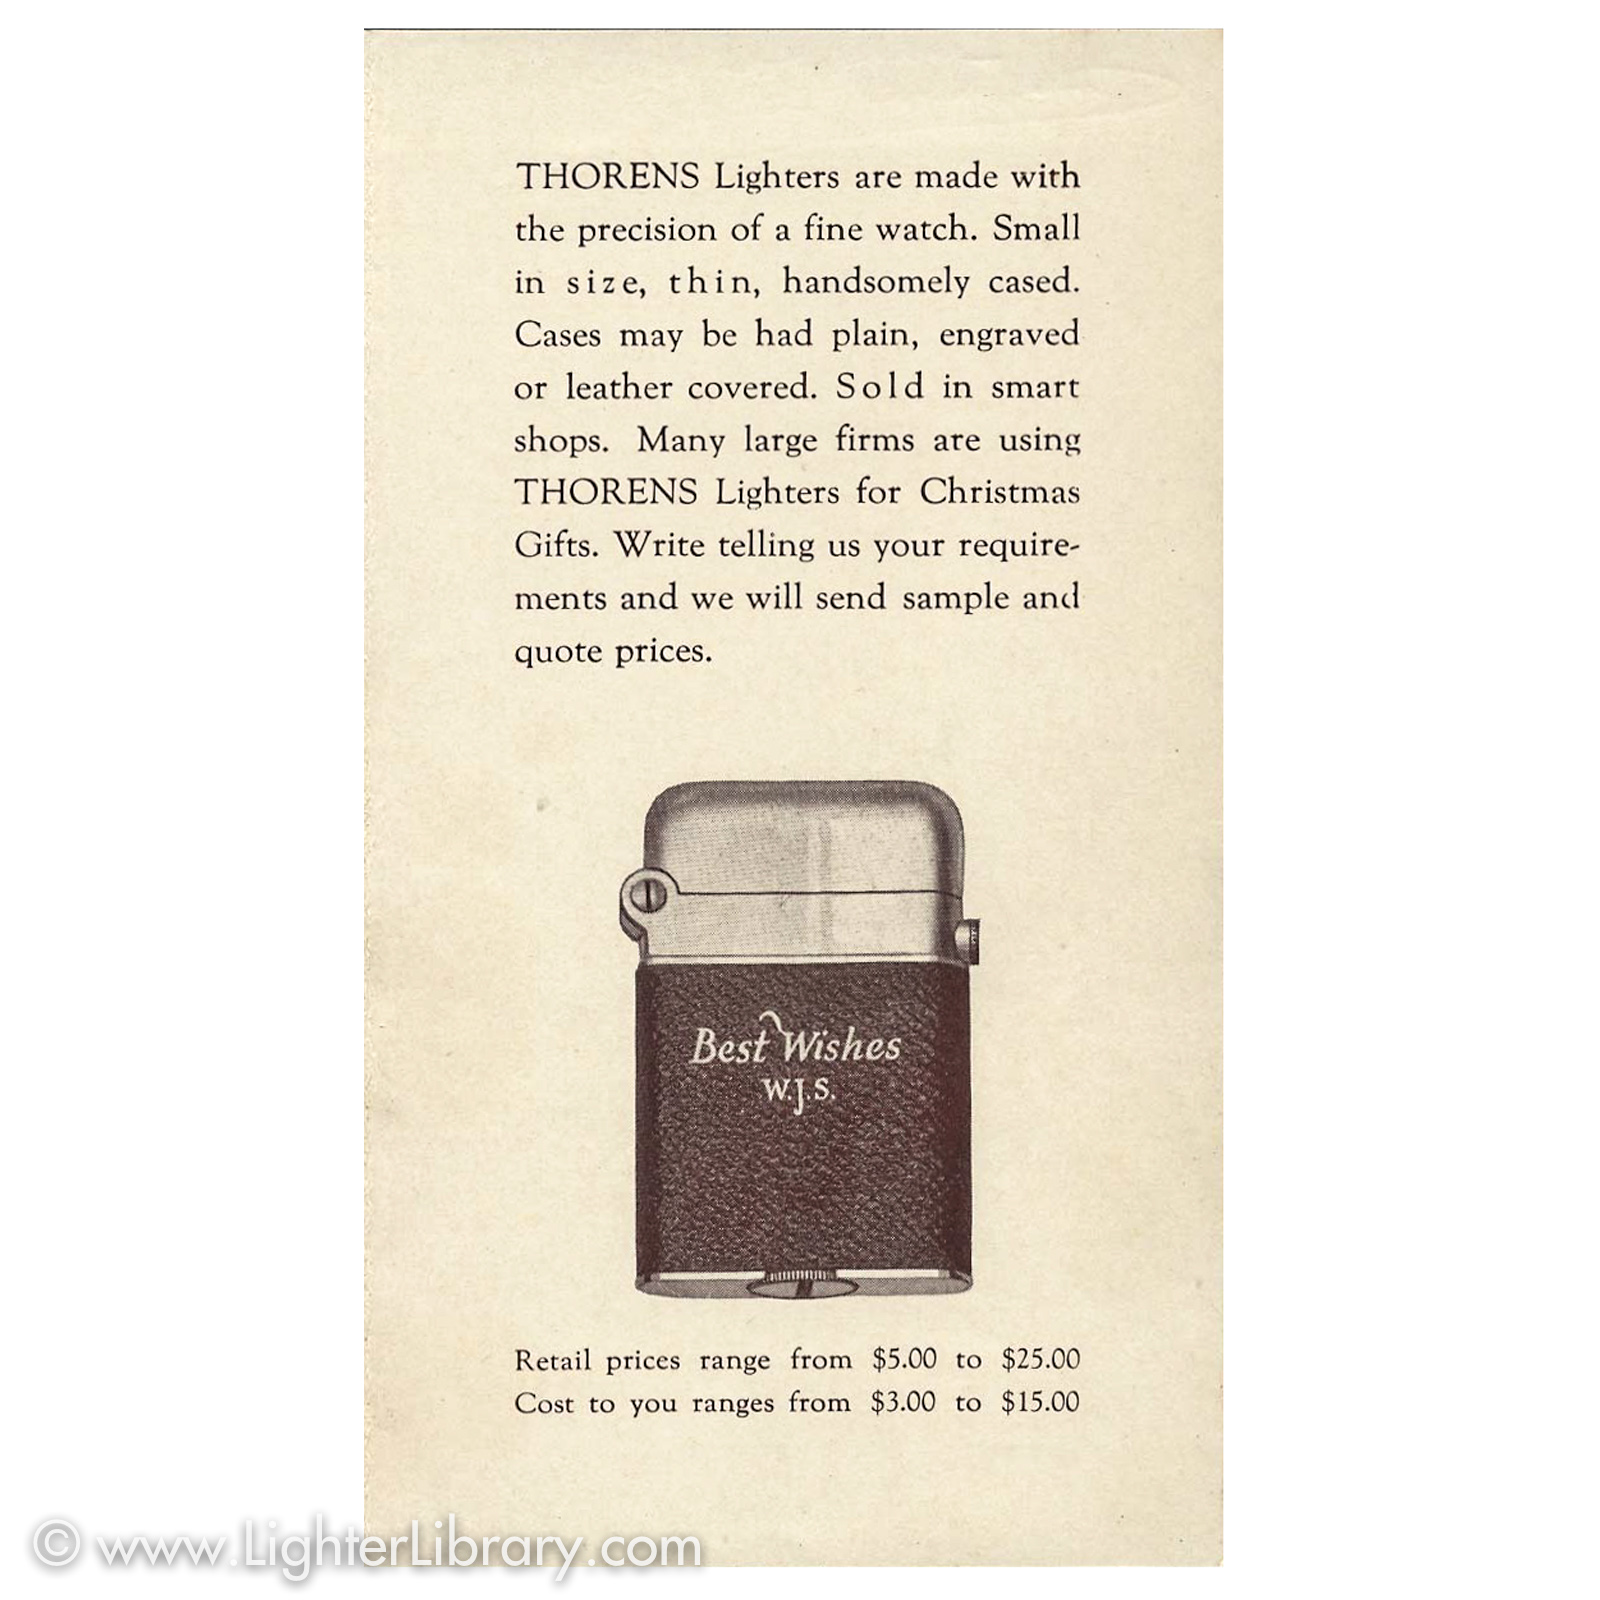 THORENS Lighters are made with
the precision of a fine watch. Small
in size, thin, handsomely cased.
Cases may be had plain, engraved
or leather covered. Sold in smart
shops. Many large firms are using
THORENS Lighters for Christmas
Gifts. Write telling us your require-
ments and we will send sample and
quote prices.
Best Wishes
W.J.S.
Retail prices range from $5.00 to $25.00
Cost to you ranges from $3.00 to $15.00
© www.LighterLibrary.com